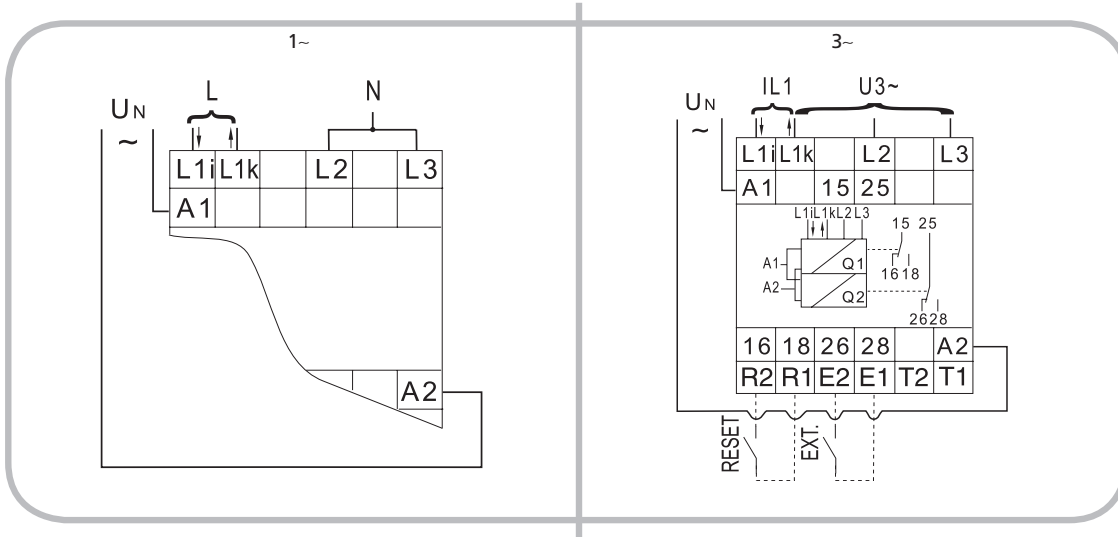 1~
L
N
UN
~
L1i L1k L2 L3
A1
A2
3~
IL1 U3~
UN
~
L1i L1k L2 L3
A1 15 25
L1i L1k L2 L3
15 25
A1
Q1
16 18
A2
Q2
26 28
16 18 26 28 A2
R2 R1 E2 E1 T2 T1
RESET
EXT.